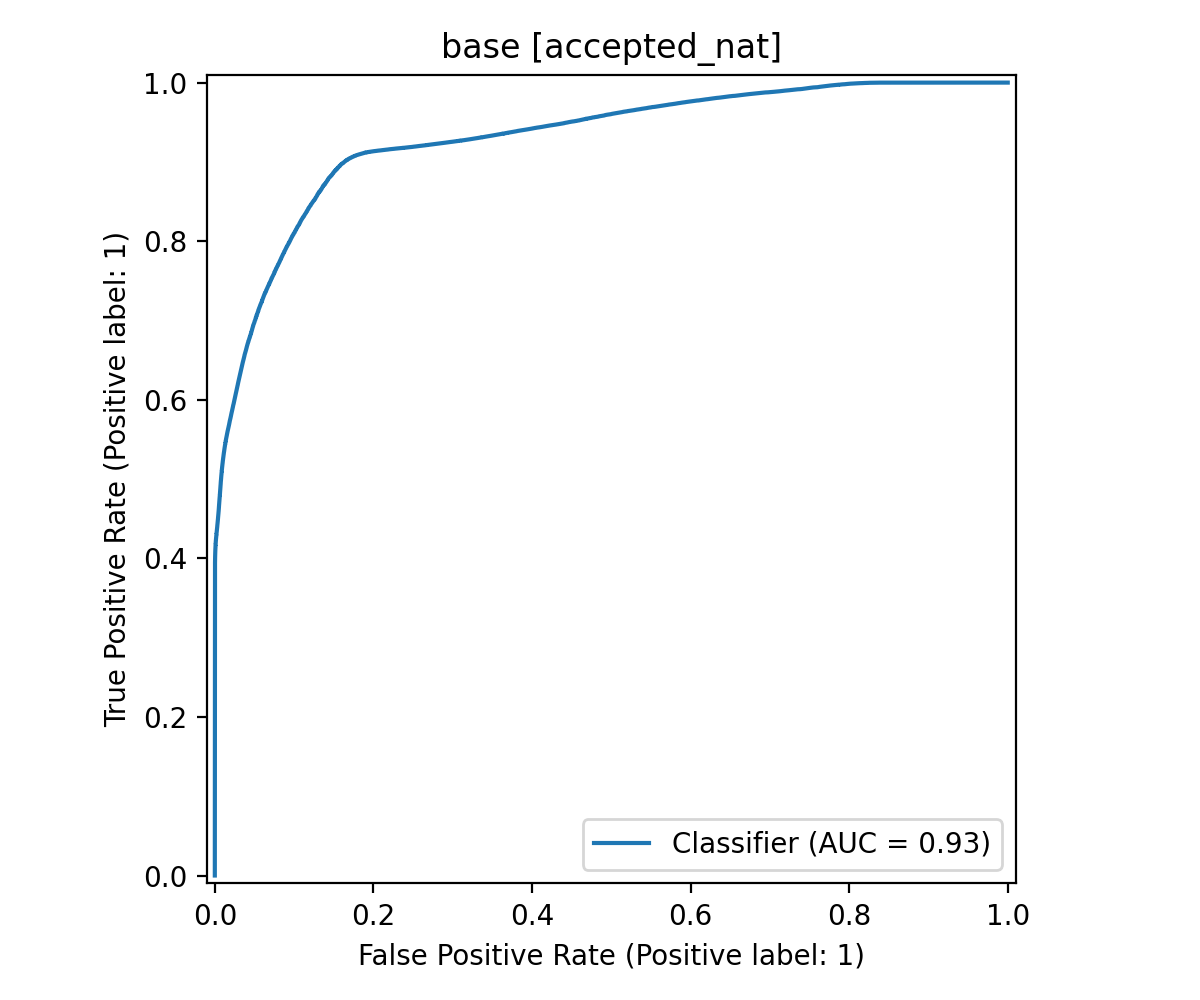 base [accepted_nat]
1.0
0.8
0.6
0.4
0.2
0.0
True Positive Rate (Positive label: 1)
Classifier (AUC = 0.93)
0.0 0.2 0.4 0.6 0.8 1.0
False Positive Rate (Positive label: 1)